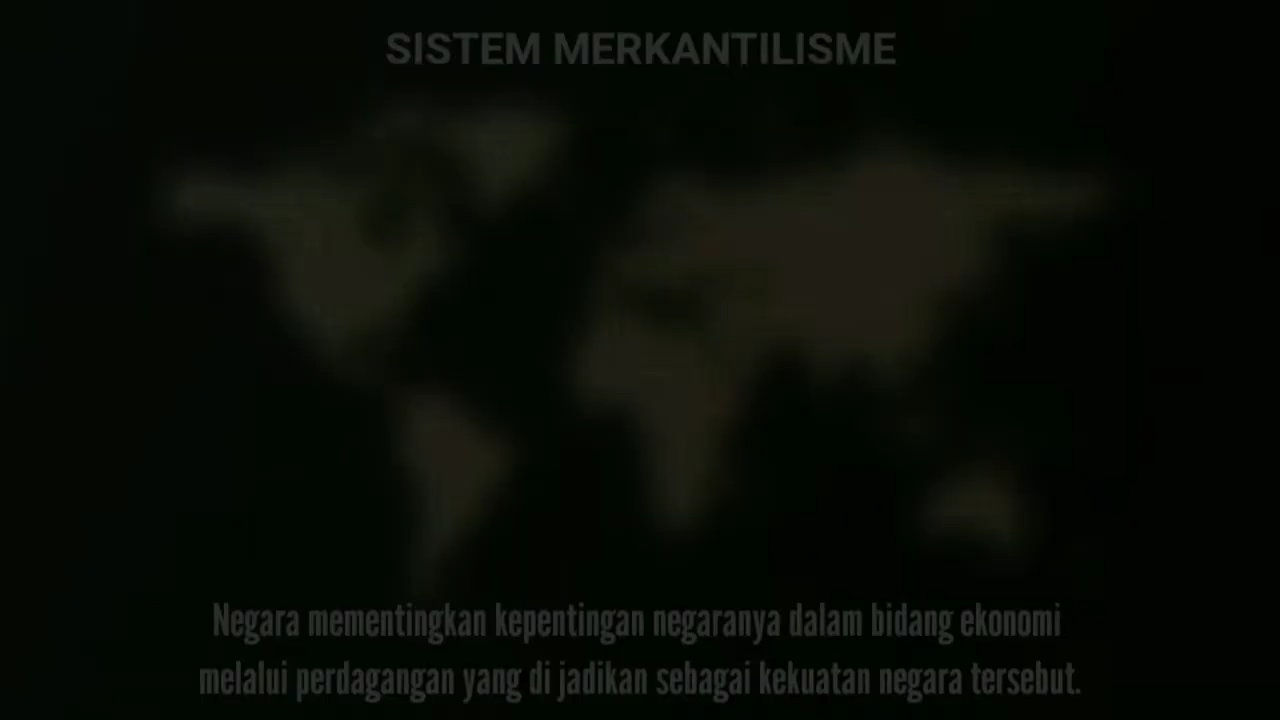 SISTEM MERKANTILISME
Negara mementingkan kepentingan negaranya dalam bidang ekonomi
melalui perdagangan yang di jadikan sebagai kekuatan negara tersebut.